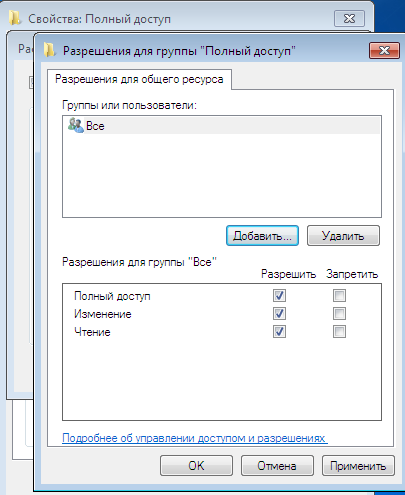 Свойства: Полный доступ
Рас
Разрешения для группы "Полный доступ"
Разрешения для общего ресурса
Группы или пользователи:
Все
Добавить...
Удалить
Разрешения для группы "Все"
Разрешить
Запретить
Полный доступ
Изменение
Чтение
Подробнее об управлении доступом и разрешениях
OK
Отмена
Применить